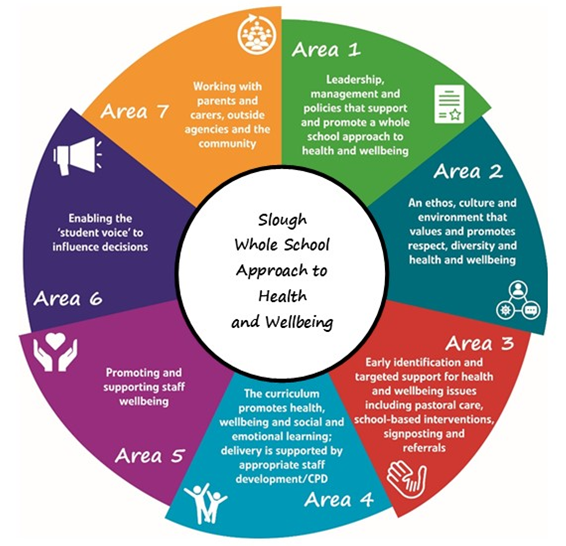 Slough
Whole School
Approach to
Health
and Wellbeing
Area 1
Leadership,
management and
policies that support
and promote a whole
school approach to
health and wellbeing
Area 2
An ethos, culture and
environment that
values and promotes
respect, diversity and
health and wellbeing
Area 3
Early identification and
targeted support for health
and wellbeing issues
including pastoral care,
school-based interventions,
signposting and
referrals
The curriculum
promotes health,
wellbeing and social and
emotional learning;
delivery is supported by
appropriate staff
development/CPD
Area 4
Promoting and
supporting staff
wellbeing
Area 5
Enabling the
‘student voice’ to
influence decisions
Area 6
Area 7
Working with
parents and
carers, outside
agencies and the
community